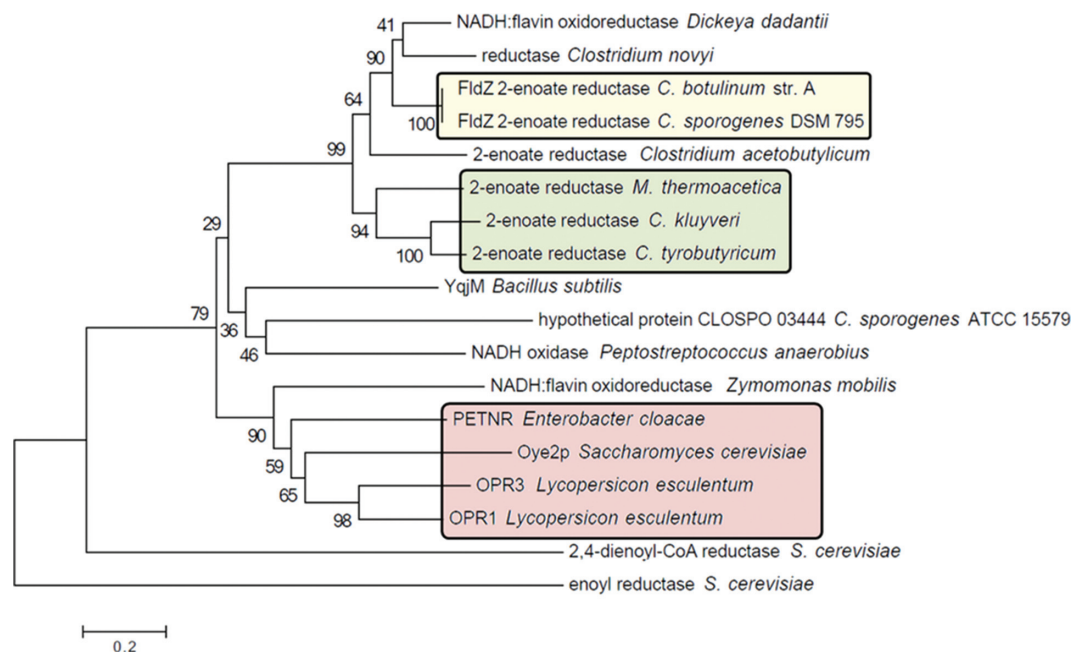 NADH:flavin oxidoreductase Dickeya dadantii
41
reductase Clostridium novyi
90
FldZ 2-enoate reductase C. botulinum str. A
64
FldZ 2-enoate reductase C. sporogenes DSM 795
100
99
2-enoate reductase Clostridium acetobutylicum
2-enoate reductase M. thermoacetica
29
2-enoate reductase C. kluyveri
94
2-enoate reductase C. tyrobutyricum
100
YqjM Bacillus subtilis
79
36
hypothetical protein CLOSPO 03444 C. sporogenes ATCC 15579
46
NADH oxidase Peptostreptococcus anaerobius
NADH:flavin oxidoreductase Zymomonas mobilis
PETNR Enterobacter cloacae
90
Oye2p Saccharomyces cerevisiae
59
OPR3 Lycopersicon esculentum
65
OPR1 Lycopersicon esculentum
98
2,4-dienoyl-CoA reductase S. cerevisiae
enoyl reductase S. cerevisiae
0.2